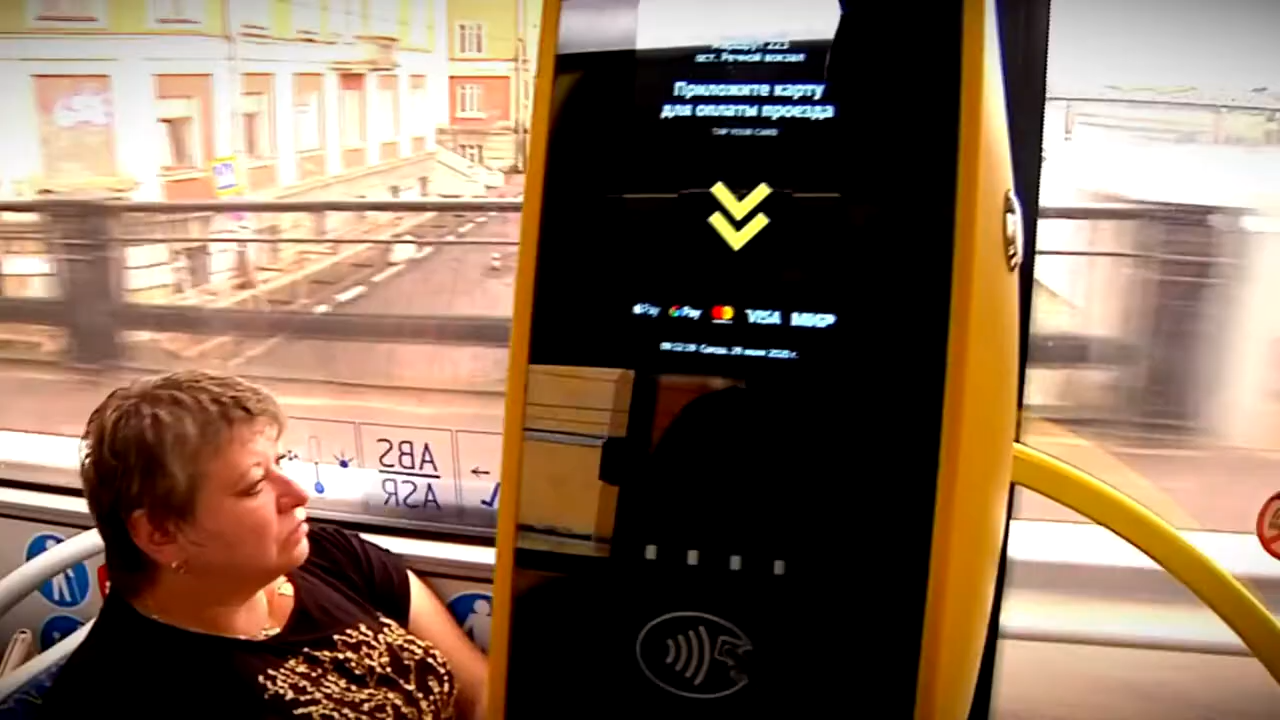 Маршрут 223
ост. Речной вокзал
Приложите карту
для оплаты проезда
TAP YOUR CARD
Pay G Pay VISA МИР
ABS
ASR